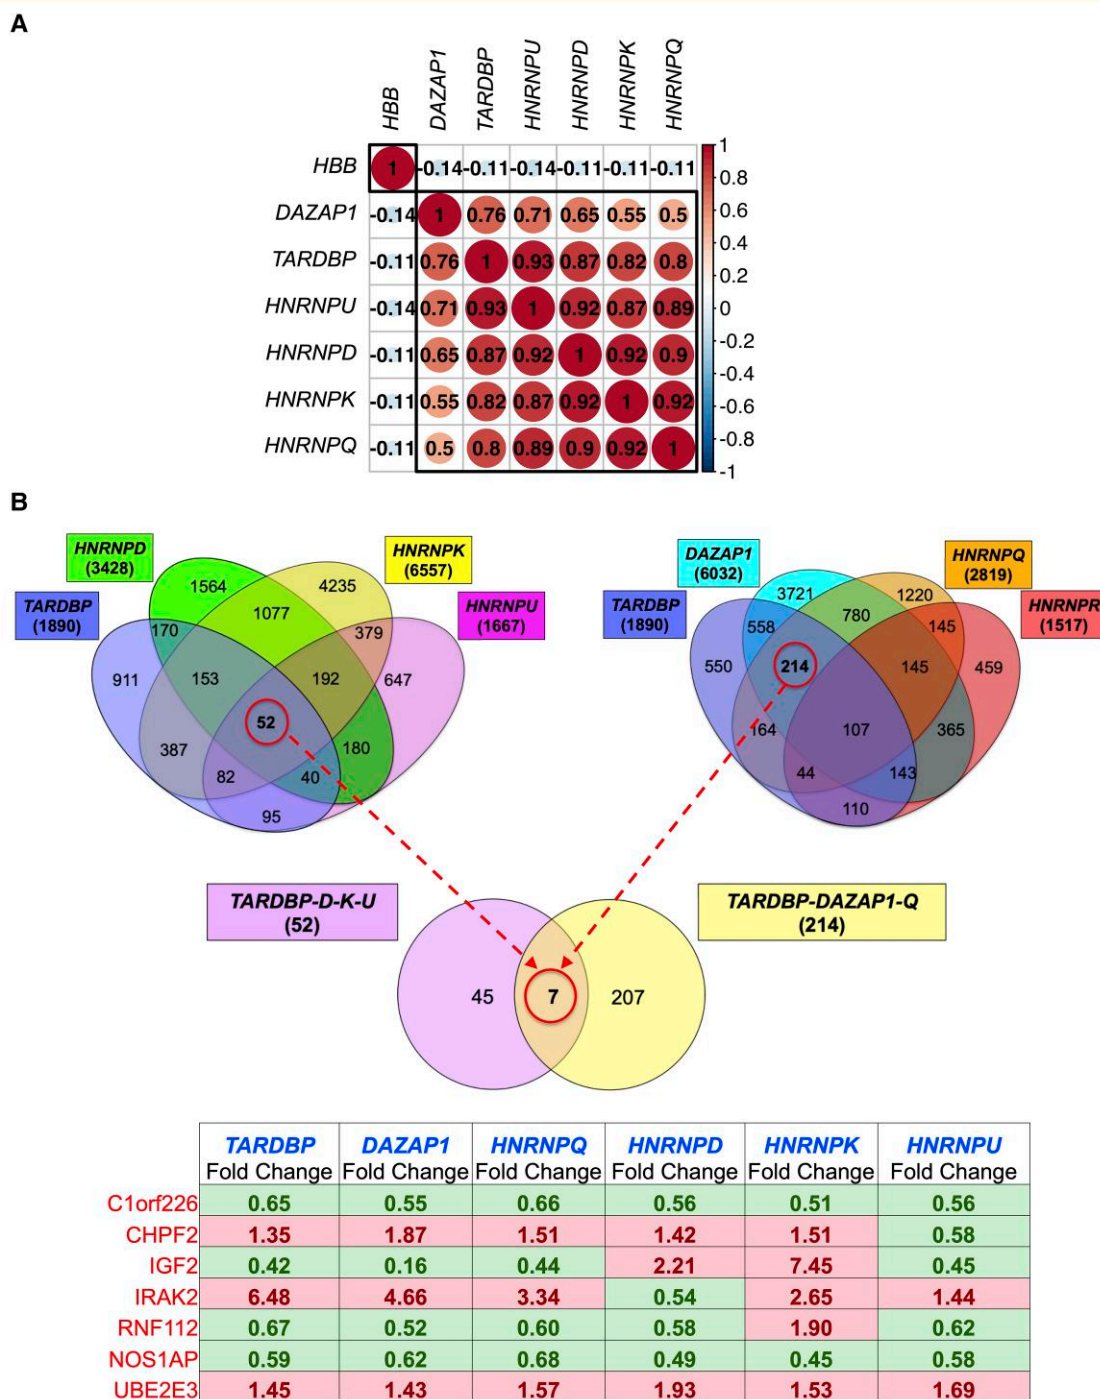 A
HBB DAZAP1 TARDBP HNRNPU HNRNPD HNRNPK HNRNPQ
HBB 1 -0.14 -0.11 -0.14 -0.11 -0.11 -0.11
DAZAP1 -0.14 1 0.76 0.71 0.65 0.55 0.5
TARDBP -0.11 0.76 1 0.93 0.87 0.82 0.8
HNRNPU -0.14 0.71 0.93 1 0.92 0.87 0.89
HNRNPD -0.11 0.65 0.87 0.92 1 0.92 0.9
HNRNPK -0.11 0.55 0.82 0.87 0.92 1 0.92
HNRNPQ -0.11 0.5 0.8 0.89 0.9 0.92 1
1
0.8
0.6
0.4
0.2
0
-0.2
-0.4
-0.6
-0.8
-1
B
HNRNPD
(3428)
HNRNPK
(6557)
TARDBP
(1890)
HNRNPU
(1667)
1564
4235
1077
170
379
911
153
192
647
52
387
180
82
40
95
DAZAP1
(6032)
HNRNPQ
(2819)
TARDBP
(1890)
HNRNPR
(1517)
3721
1220
780
558
145
550
214
145
459
164
107
365
44
143
110
TARDBP-D-K-U
(52)
TARDBP-DAZAP1-Q
(214)
45
7
207
TARDBP DAZAP1 HNRNPQ HNRNPD HNRNPK HNRNPU
Fold Change Fold Change Fold Change Fold Change Fold Change Fold Change
C1orf226 0.65 0.55 0.66 0.56 0.51 0.56
CHPF2 1.35 1.87 1.51 1.42 1.51 0.58
IGF2 0.42 0.16 0.44 2.21 7.45 0.45
IRAK2 6.48 4.66 3.34 0.54 2.65 1.44
RNF112 0.67 0.52 0.60 0.58 1.90 0.62
NOS1AP 0.59 0.62 0.68 0.49 0.45 0.58
UBE2E3 1.45 1.43 1.57 1.93 1.53 1.69